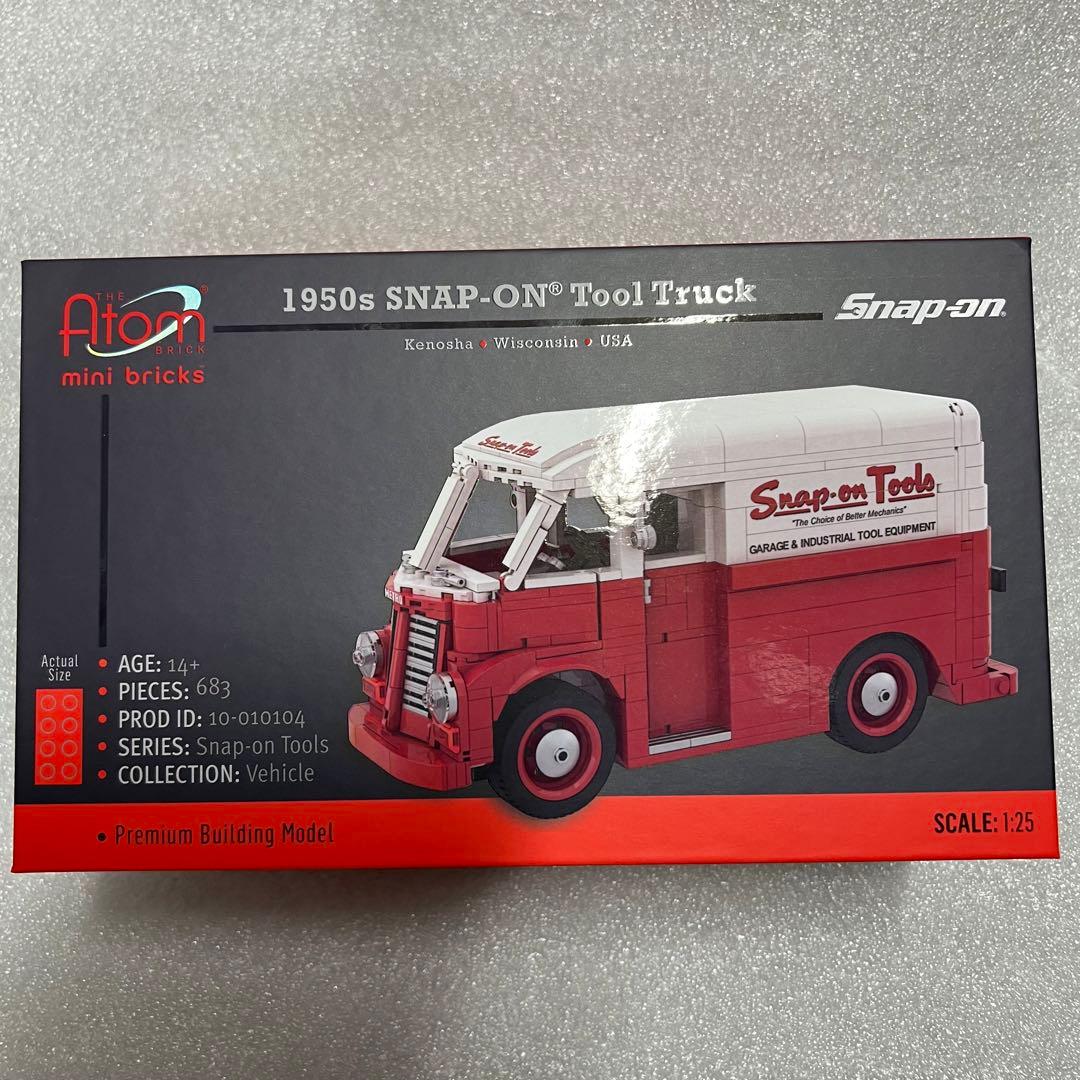 THE
Atom®
BRICK
mini bricks™
1950s SNAP-ON® Tool Truck
Kenosha • Wisconsin • USA
Snap-on®
Snap-on Tools
Snap-on Tools
"The Choice of Better Mechanics"
GARAGE & INDUSTRIAL TOOL EQUIPMENT
METRO
Actual
Size
• AGE: 14+
• PIECES: 683
• PROD ID: 10-010104
• SERIES: Snap-on Tools
• COLLECTION: Vehicle
• Premium Building Model
SCALE: 1:25